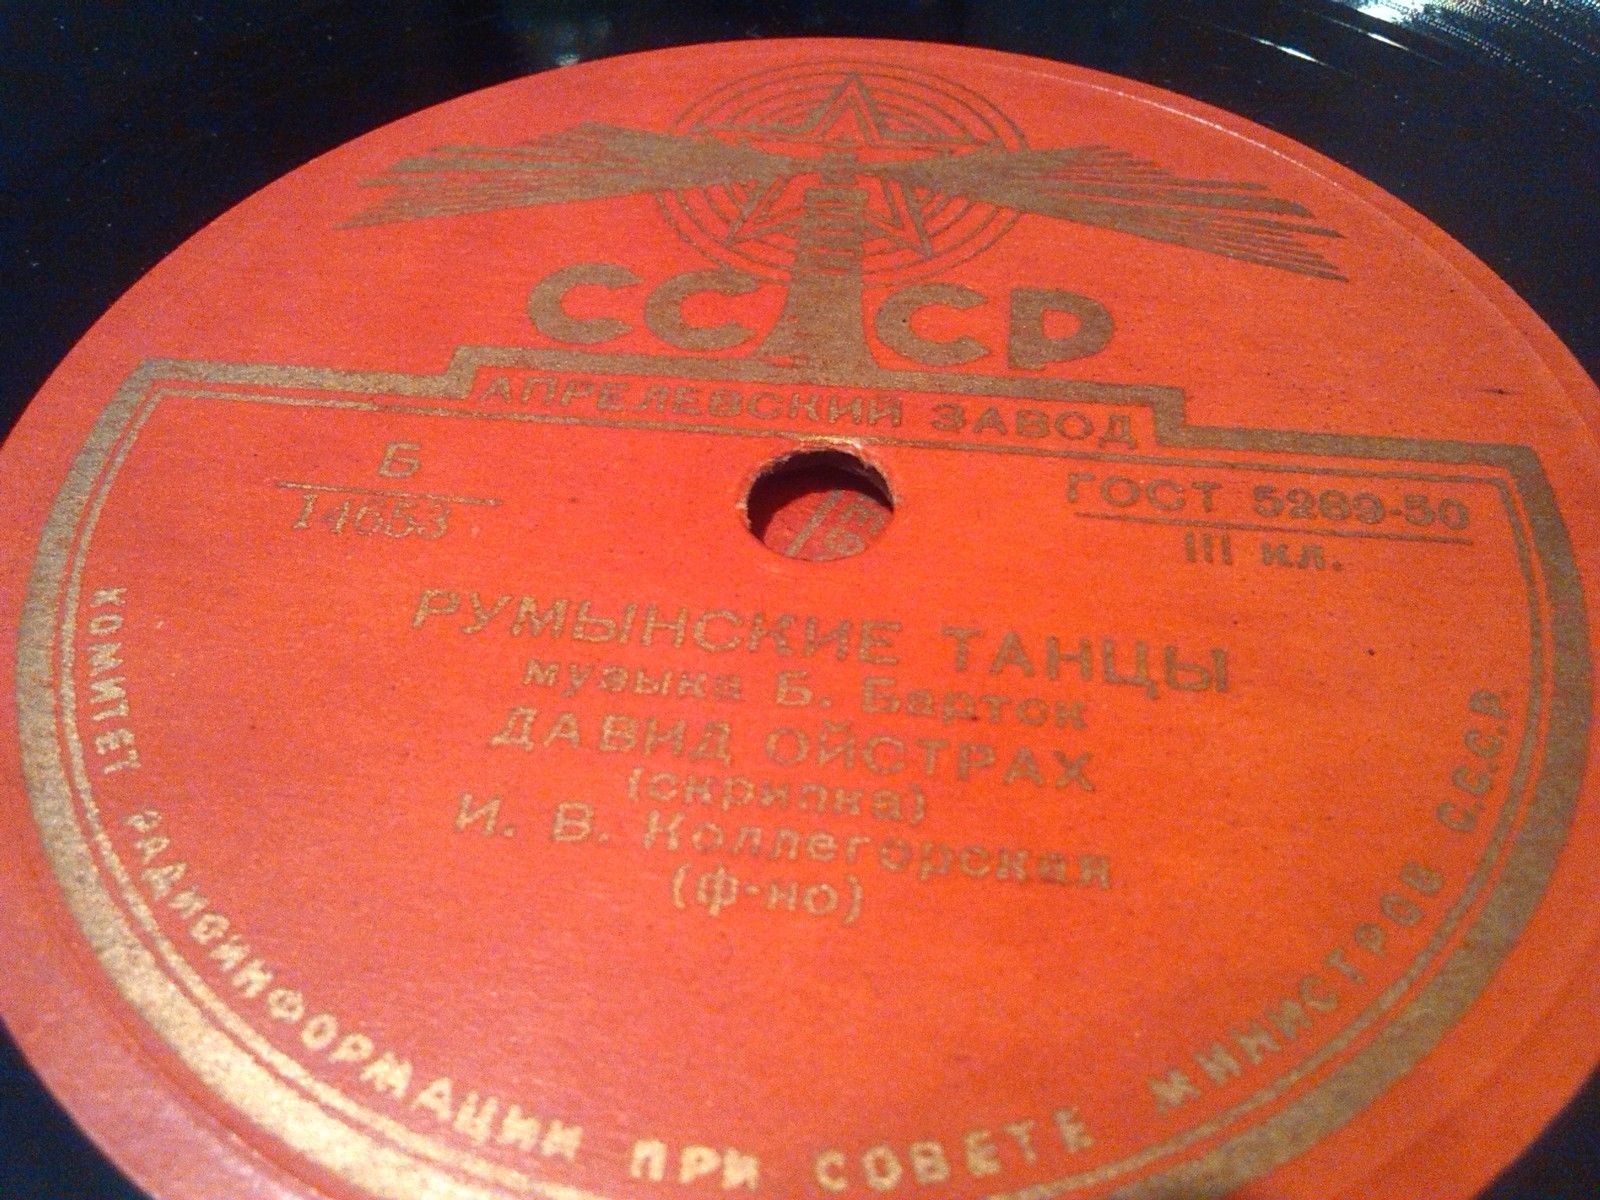 СССР
АПРЕЛЕВСКИЙ ЗАВОД
Б
14653
ГОСТ 5289-50
III кл.
РУМЫНСКИЕ ТАНЦЫ
музыка Б. Барток
ДАВИД ОЙСТРАХ
(скрипка)
И. В. Коллегорская
(ф-но)
КОМИТЕТ РАДИОИНФОРМАЦИИ ПРИ СОВЕТЕ МИНИСТРОВ С.С.С.Р.